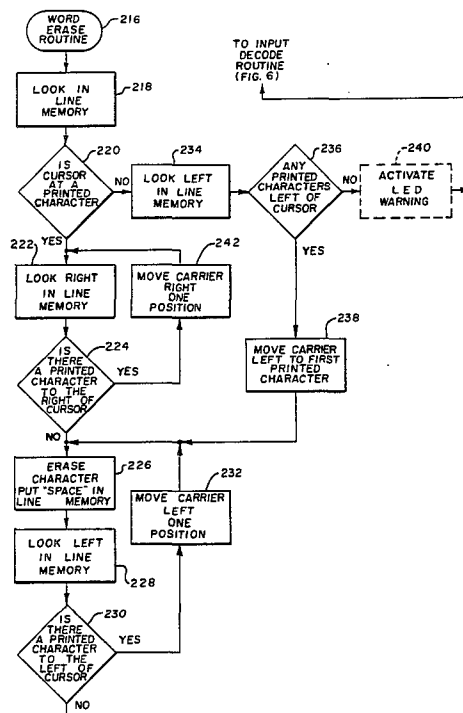 WORD
ERASE
ROUTINE
216
TO INPUT
DECODE
ROUTINE
(FIG. 6)
LOOK IN
LINE
MEMORY
218
IS
CURSOR
AT A
PRINTED
CHARACTER
220
NO
YES
234
LOOK LEFT
IN LINE
MEMORY
236
ANY
PRINTED
CHARACTERS
LEFT OF
CURSOR
NO
YES
240
ACTIVATE
LED
WARNING
222
LOOK RIGHT
IN LINE
MEMORY
242
MOVE CARRIER
RIGHT
ONE
POSITION
224
IS
THERE
A PRINTED
CHARACTER
TO THE
RIGHT OF
CURSOR
YES
NO
238
MOVE CARRIER
LEFT TO FIRST
PRINTED
CHARACTER
226
ERASE
CHARACTER
PUT "SPACE" IN
LINE MEMORY
232
MOVE CARRIER
LEFT
ONE
POSITION
LOOK LEFT
IN LINE
MEMORY
228
230
IS
THERE
A PRINTED
CHARACTER
TO THE
LEFT OF
CURSOR
YES
NO